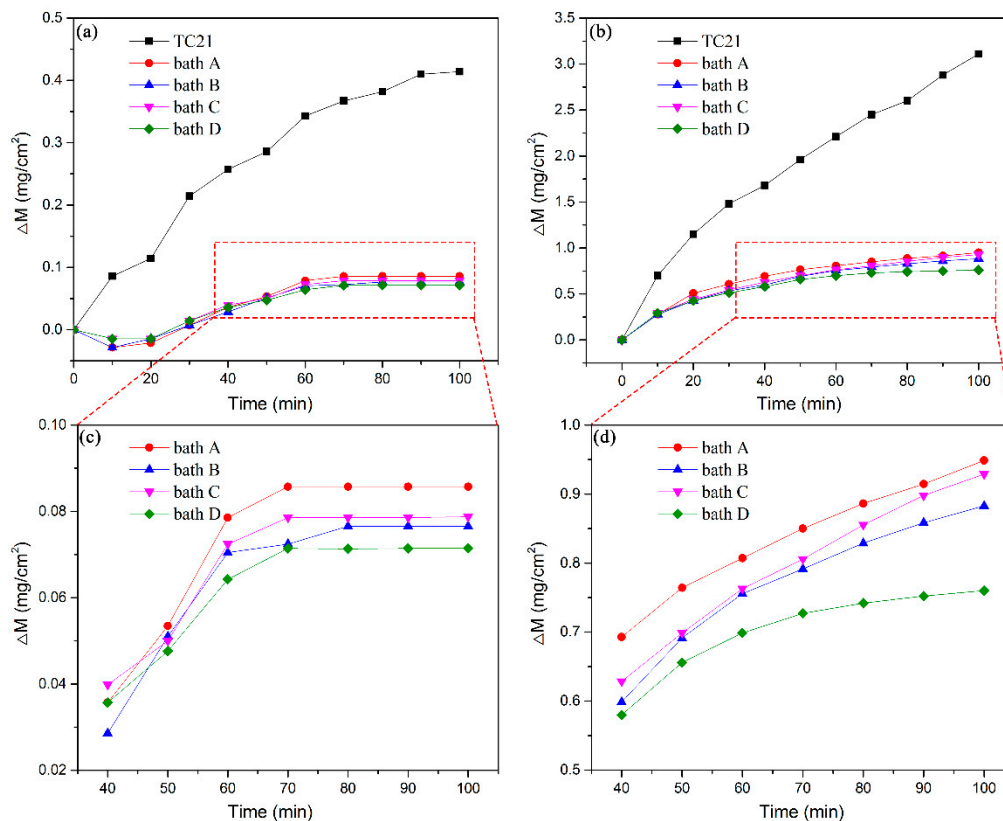 (a)
TC21
bath A
bath B
bath C
bath D
0.5
0.4
0.3
0.2
0.1
0.0
△M (mg/cm²)
0 20 40 60 80 100
Time (min)
(b)
TC21
bath A
bath B
bath C
bath D
3.5
3.0
2.5
2.0
1.5
1.0
0.5
0.0
△M (mg/cm²)
0 20 40 60 80 100
Time (min)
(c)
bath A
bath B
bath C
bath D
0.10
0.08
0.06
0.04
0.02
△M (mg/cm²)
40 50 60 70 80 90 100
Time (min)
(d)
bath A
bath B
bath C
bath D
1.0
0.9
0.8
0.7
0.6
0.5
△M (mg/cm²)
40 50 60 70 80 90 100
Time (min)